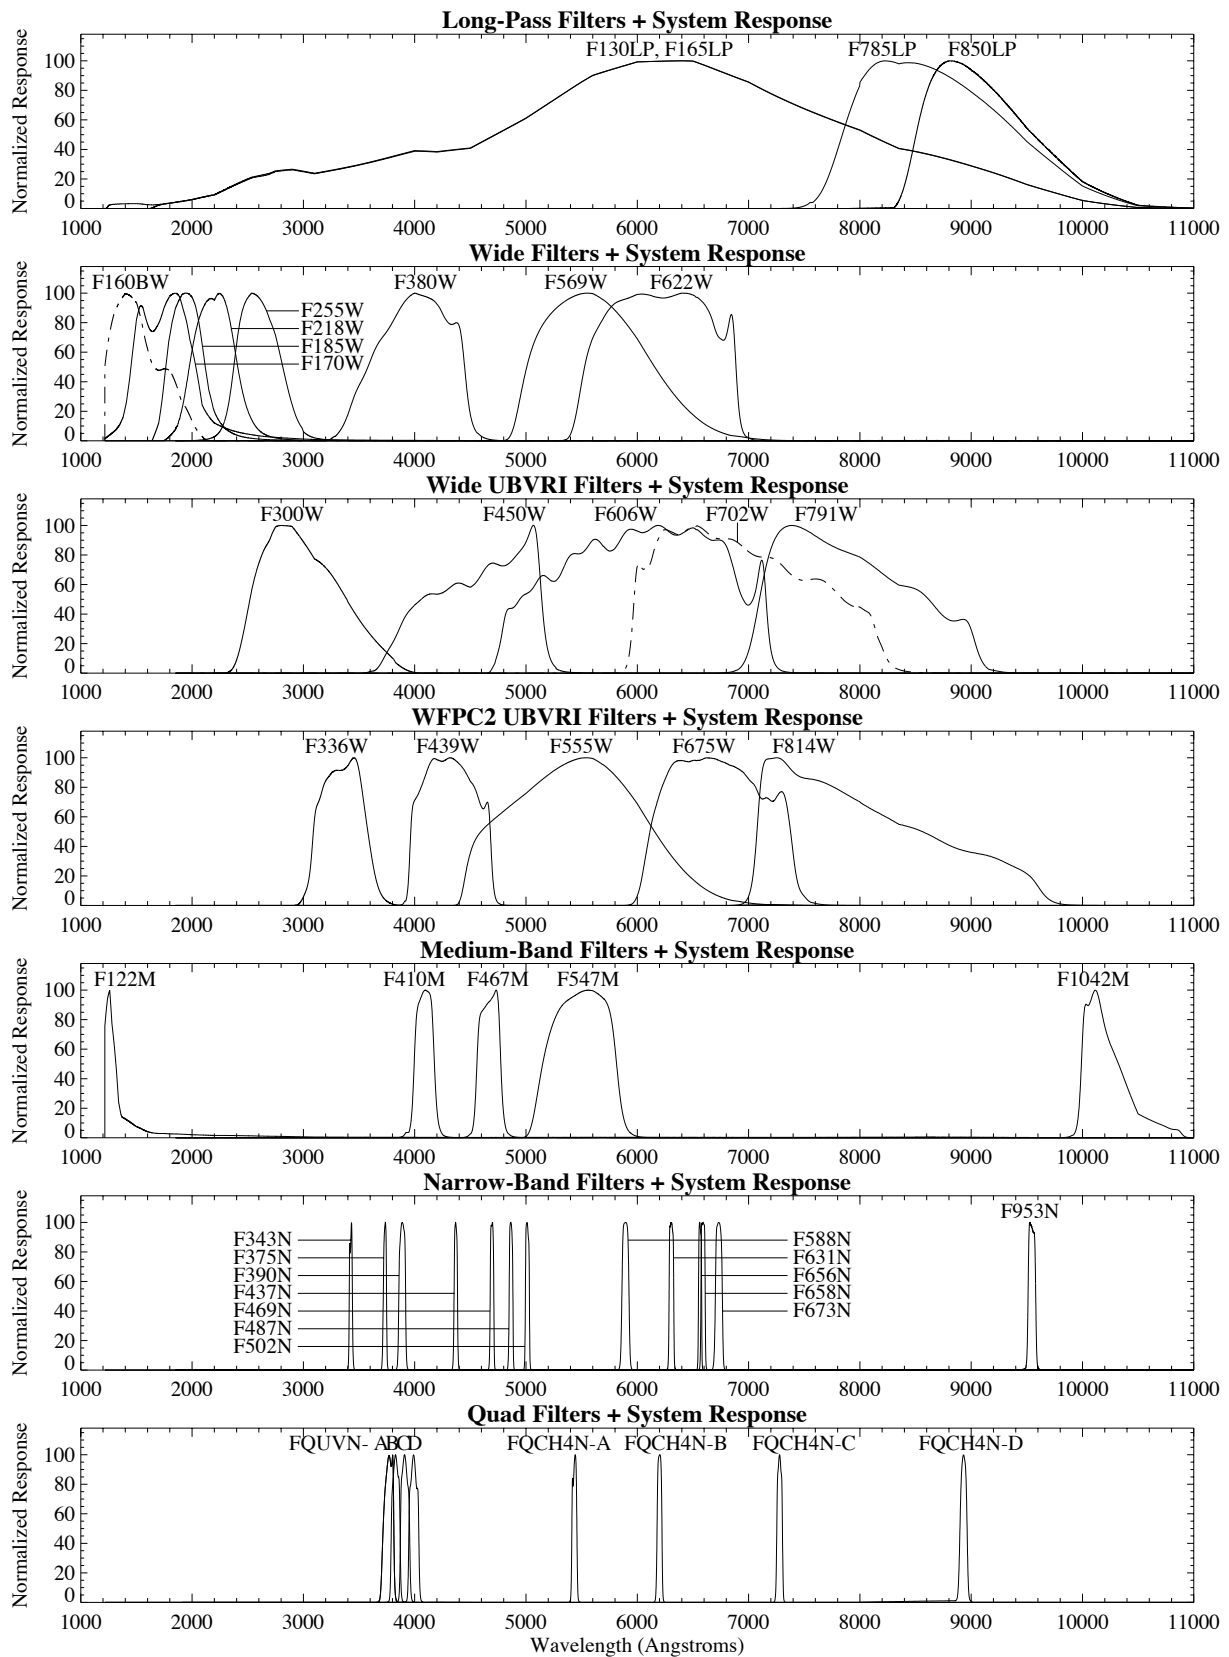 Long-Pass Filters + System Response
F130LP, F165LP F785LP F850LP
Normalized Response
100
80
60
40
20
0
1000 2000 3000 4000 5000 6000 7000 8000 9000 10000 11000
Wide Filters + System Response
F160BW F380W F569W F622W
F255W
F218W
F185W
F170W
Normalized Response
100
80
60
40
20
0
1000 2000 3000 4000 5000 6000 7000 8000 9000 10000 11000
Wide UBVRI Filters + System Response
F300W F450W F606W F702W F791W
Normalized Response
100
80
60
40
20
0
1000 2000 3000 4000 5000 6000 7000 8000 9000 10000 11000
WFPC2 UBVRI Filters + System Response
F336W F439W F555W F675W F814W
Normalized Response
100
80
60
40
20
0
1000 2000 3000 4000 5000 6000 7000 8000 9000 10000 11000
Medium-Band Filters + System Response
F122M F410M F467M F547M F1042M
Normalized Response
100
80
60
40
20
0
1000 2000 3000 4000 5000 6000 7000 8000 9000 10000 11000
Narrow-Band Filters + System Response
F953N
F343N F588N
F375N F631N
F390N F656N
F437N F658N
F469N F673N
F487N
F502N
Normalized Response
100
80
60
40
20
0
1000 2000 3000 4000 5000 6000 7000 8000 9000 10000 11000
Quad Filters + System Response
FQUVN- A B C D FQCH4N-A FQCH4N-B FQCH4N-C FQCH4N-D
Normalized Response
100
80
60
40
20
0
1000 2000 3000 4000 5000 6000 7000 8000 9000 10000 11000
Wavelength (Angstroms)